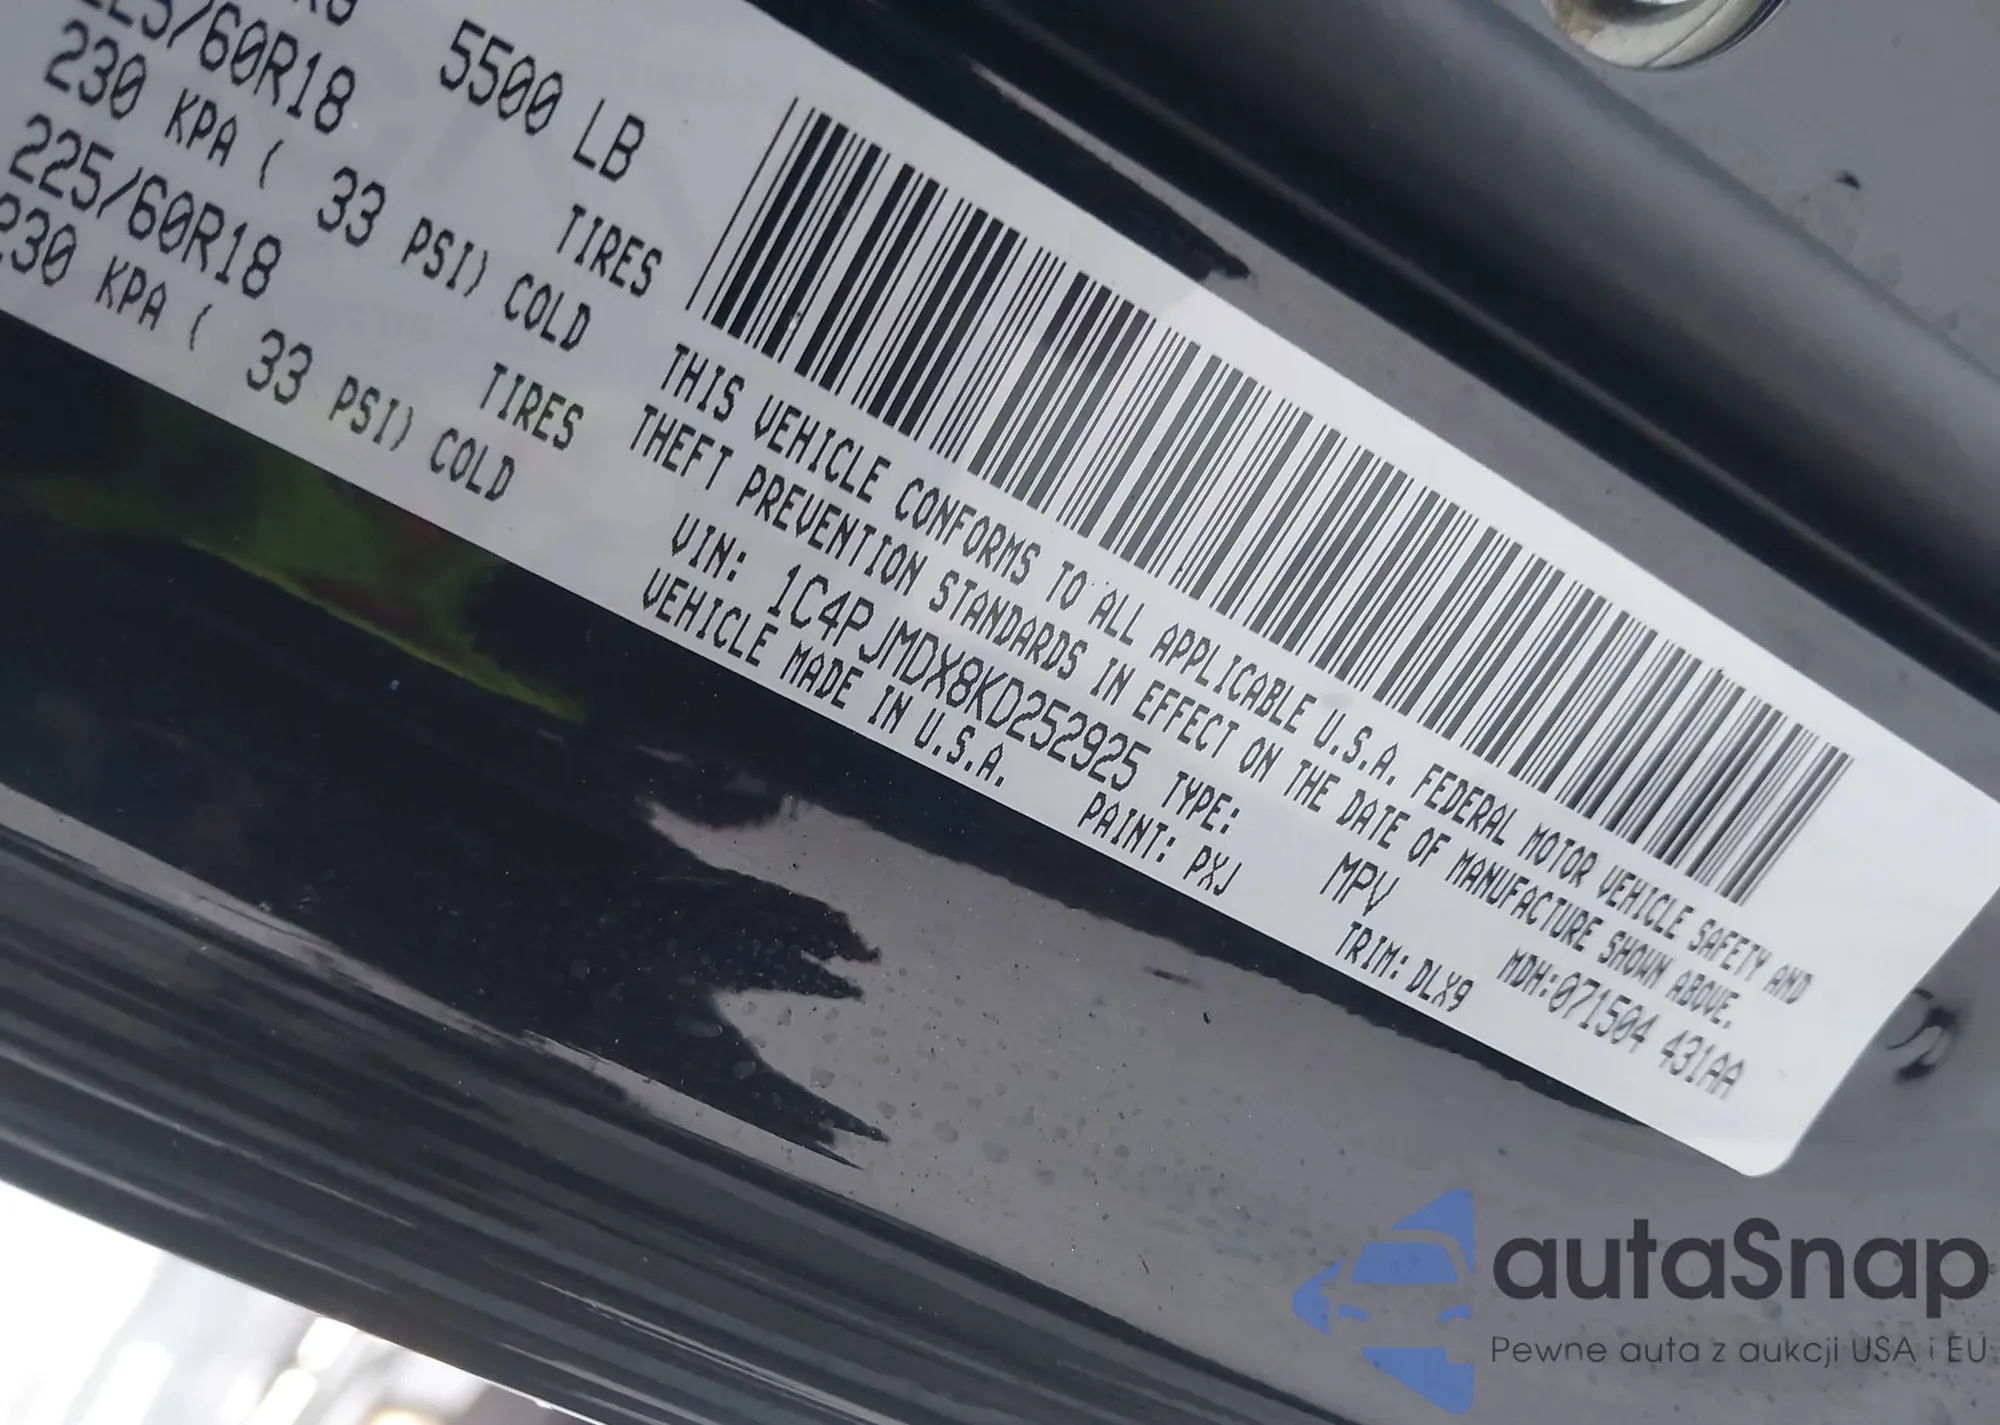 5500 LB
225/60R18 TIRES
230 KPA ( 33 PSI) COLD
225/60R18 TIRES
230 KPA ( 33 PSI) COLD
THIS VEHICLE CONFORMS TO ALL APPLICABLE U.S.A. FEDERAL MOTOR VEHICLE SAFETY AND
THEFT PREVENTION STANDARDS IN EFFECT ON THE DATE OF MANUFACTURE SHOWN ABOVE.
VIN: 1C4PJMDX8KD252925 TYPE: MPV MDH:071504 431AA
VEHICLE MADE IN U.S.A. PAINT: PXJ TRIM: DLX9
autaSnap
Pewne auta z aukcji USA i EU